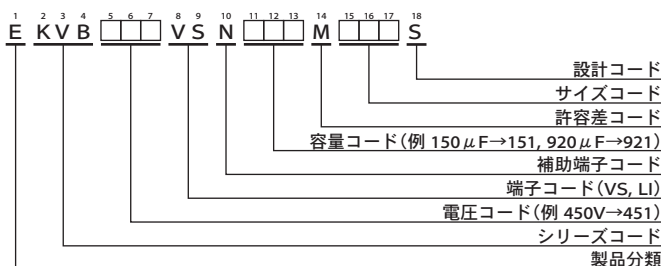 1 2 3 4 5 6 7 8 9 10 11 12 13 14 15 16 17 18
E K V B □□□ V S N □□□ M □□□ S
設計コード
サイズコード
許容差コード
容量コード(例 150μF→151, 920μF→921)
補助端子コード
端子コード(VS, LI)
電圧コード(例 450V→451)
シリーズコード
製品分類